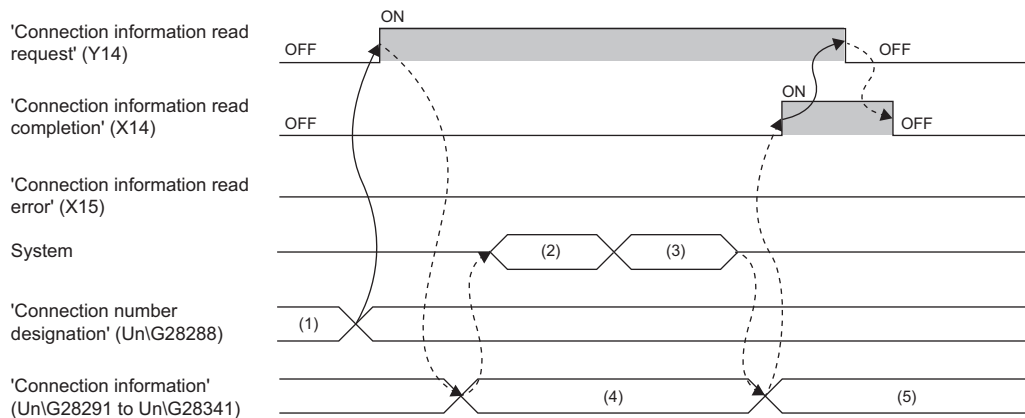 ON
'Connection information read
request' (Y14)
OFF
OFF
ON
'Connection information read
completion' (X14)
OFF
OFF
'Connection information read
error' (X15)
System
(2)
(3)
'Connection number
designation' (Un\G28288)
(1)
'Connection information'
(Un\G28291 to Un\G28341)
(4)
(5)